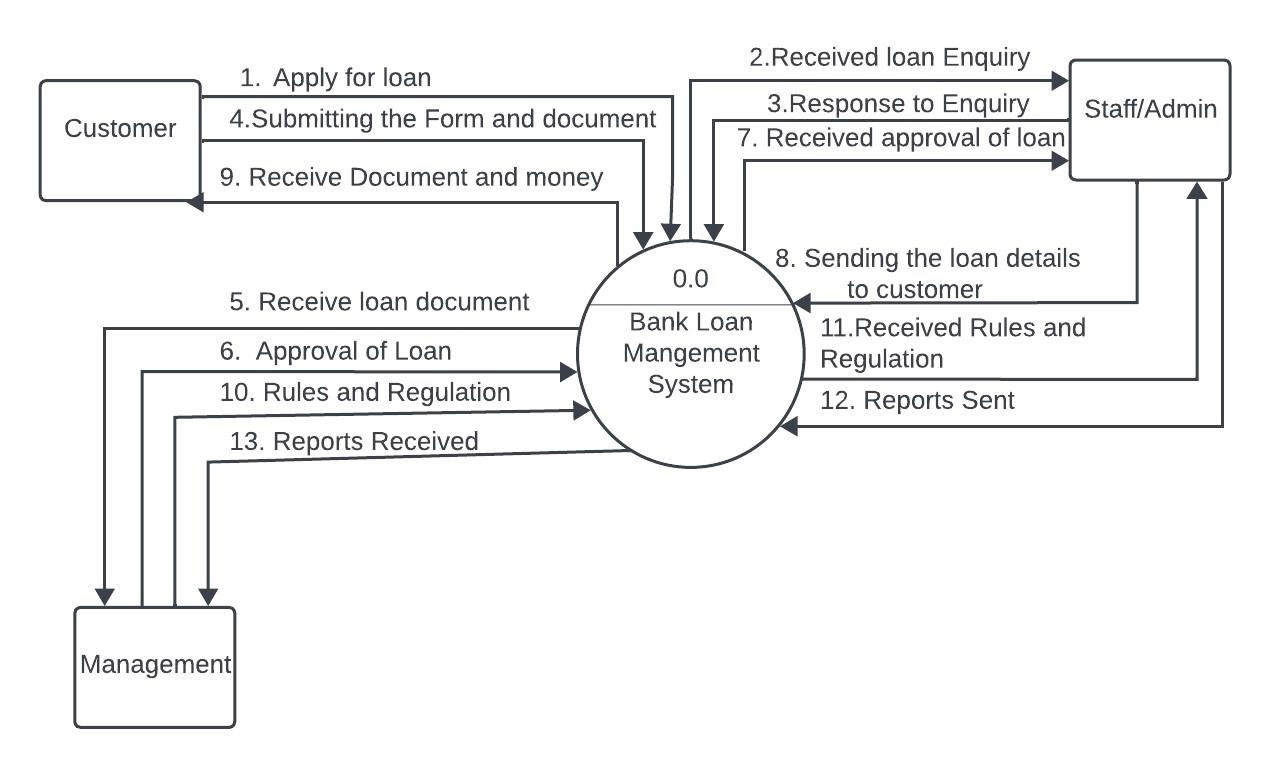 2.Received loan Enquiry
1.  Apply for loan
3.Response to Enquiry
Staff/Admin
4.Submitting the Form and document
Customer
7. Received approval of loan
9. Receive Document and money
8. Sending the loan details
to customer
0.0
5. Receive loan document
Bank Loan
Mangement
System
11.Received Rules and
Regulation
6.  Approval of Loan
10. Rules and Regulation
12. Reports Sent
13. Reports Received
Management